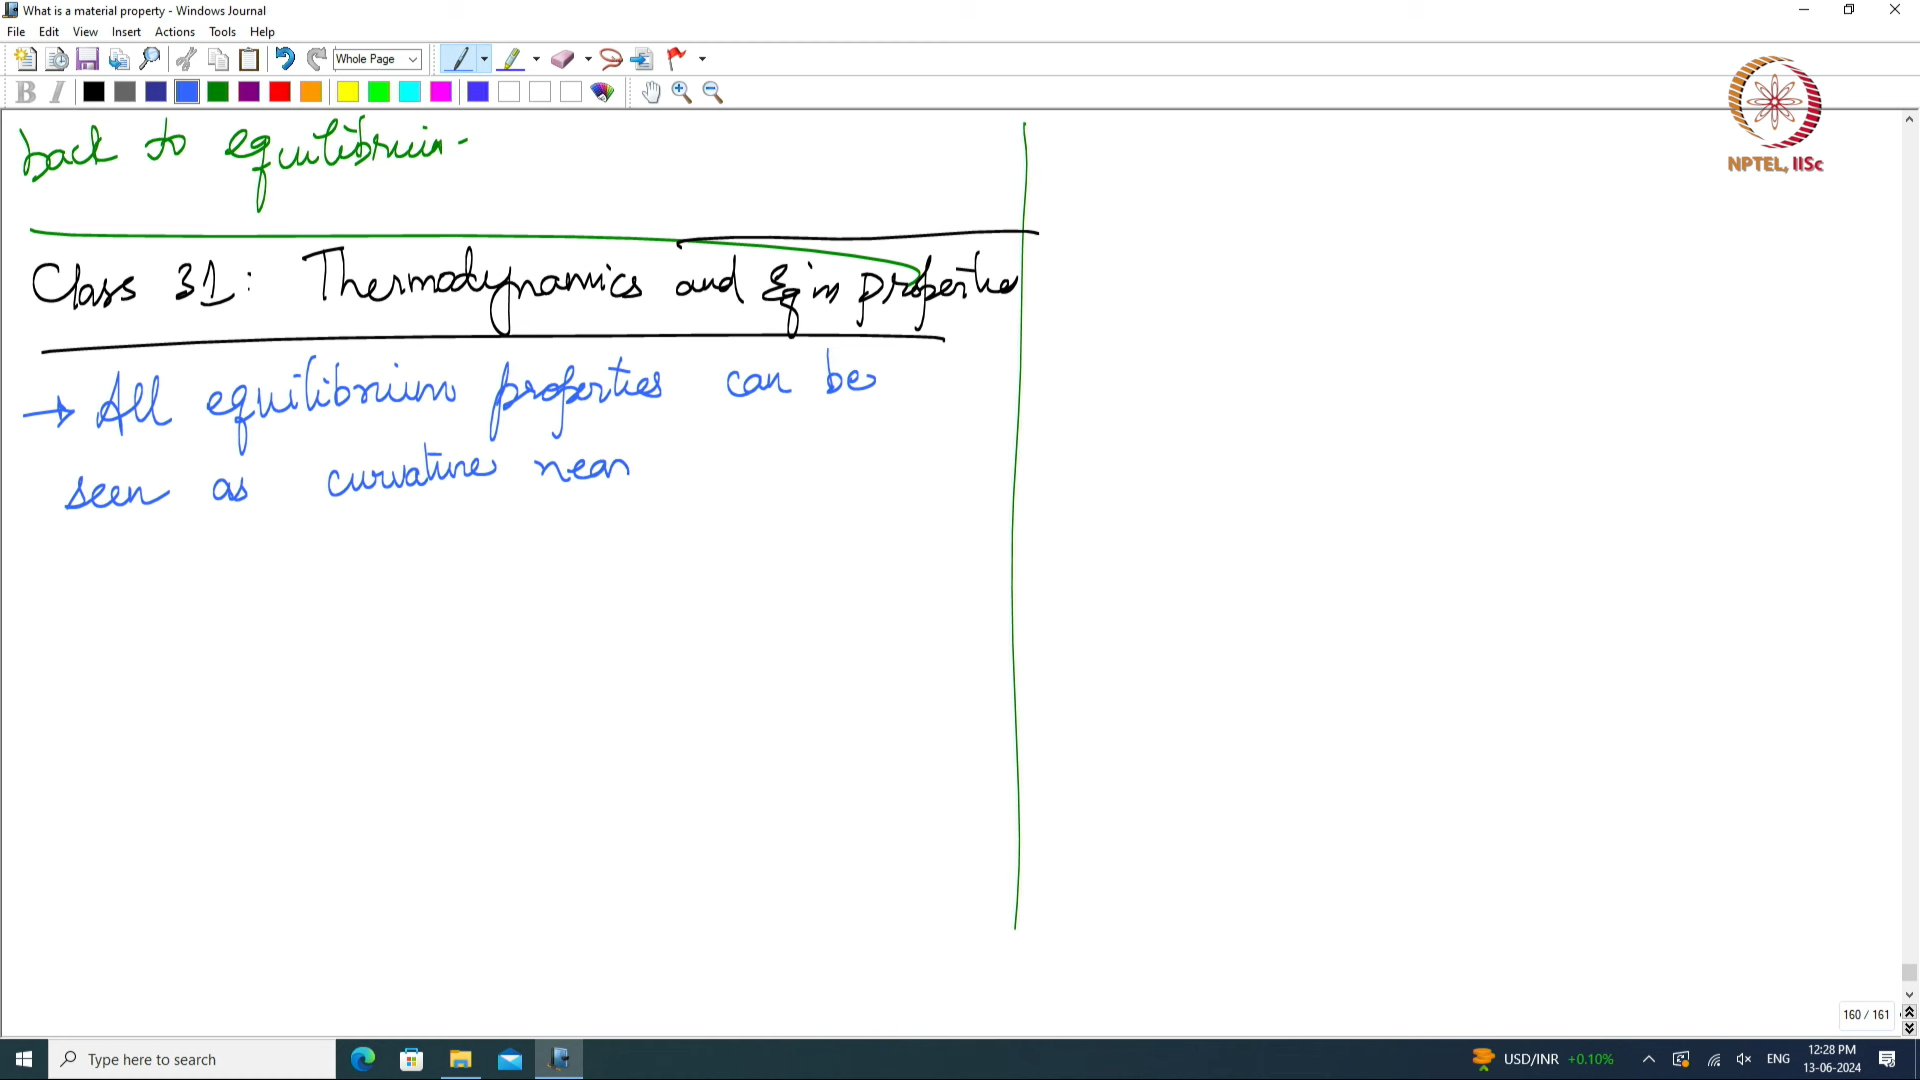 What is a material property - Windows Journal
File Edit View Insert Actions Tools Help
Whole Page
B I
NPTEL, IISc
back to equilibrium.
Class 31: Thermodynamics and Eqm properties
→ All equilibrium properties can be
seen as curvature near
160 / 161
Type here to search
USD/INR +0.10%
ENG
12:28 PM
13-06-2024